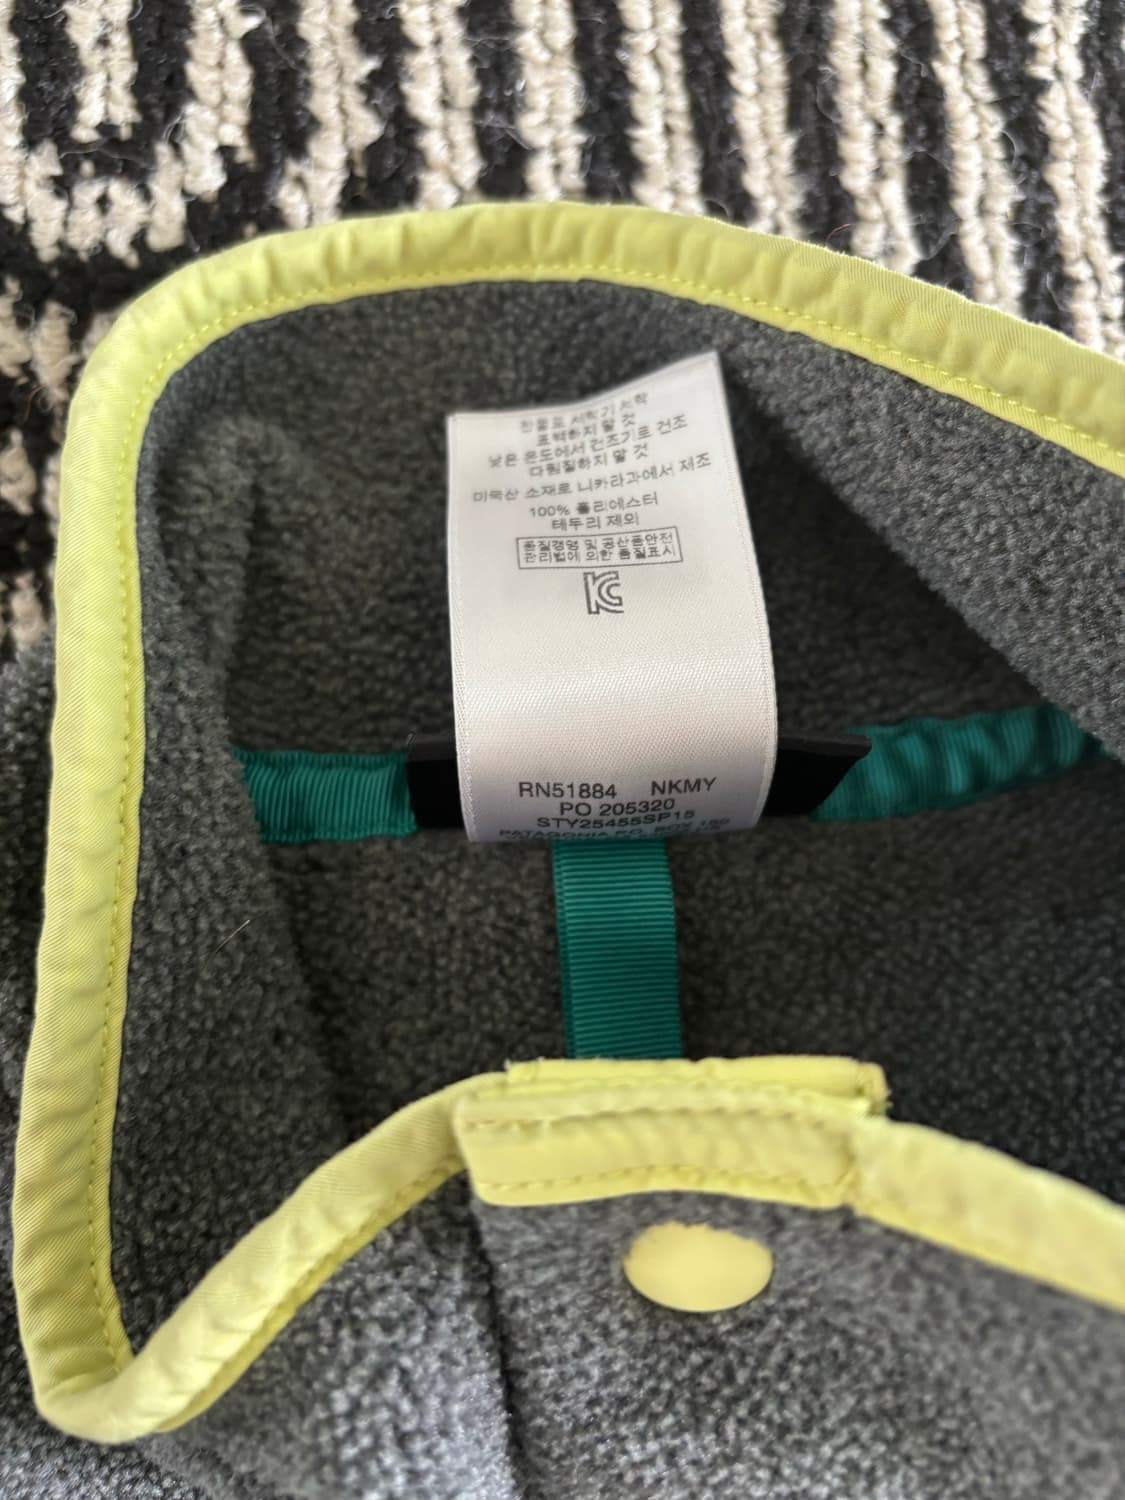 찬물로 세탁기 세탁
표백하지 말 것
낮은 온도에서 건조기로 건조
다림질하지 말 것
미국산 소재로 니카라과에서 제조
100% 폴리에스터
테두리 제외
품질경영 및 공산품안전
관리법에 의한 품질표시
KC
RN51884 NKMY
PO 205320
STY25455SP15
PATAGONIA P.O. BOX 150